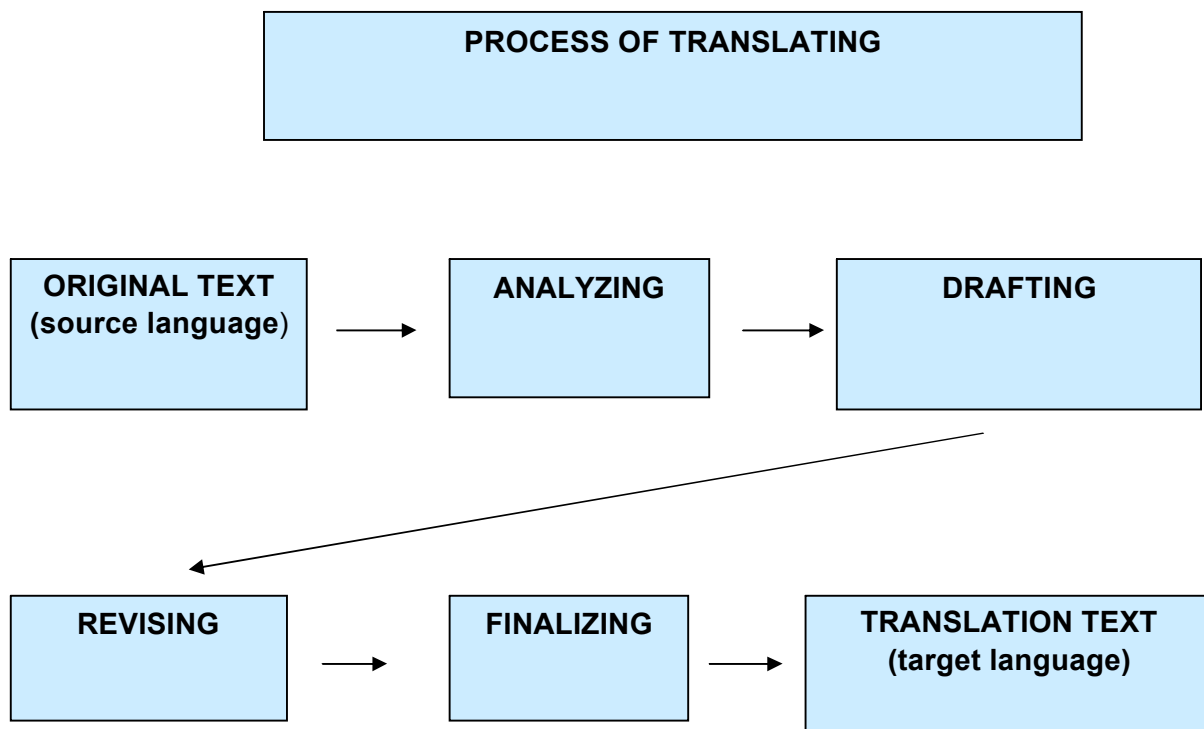 PROCESS OF TRANSLATING
ORIGINAL TEXT
(source language)
ANALYZING
DRAFTING
REVISING
FINALIZING
TRANSLATION TEXT
(target language)